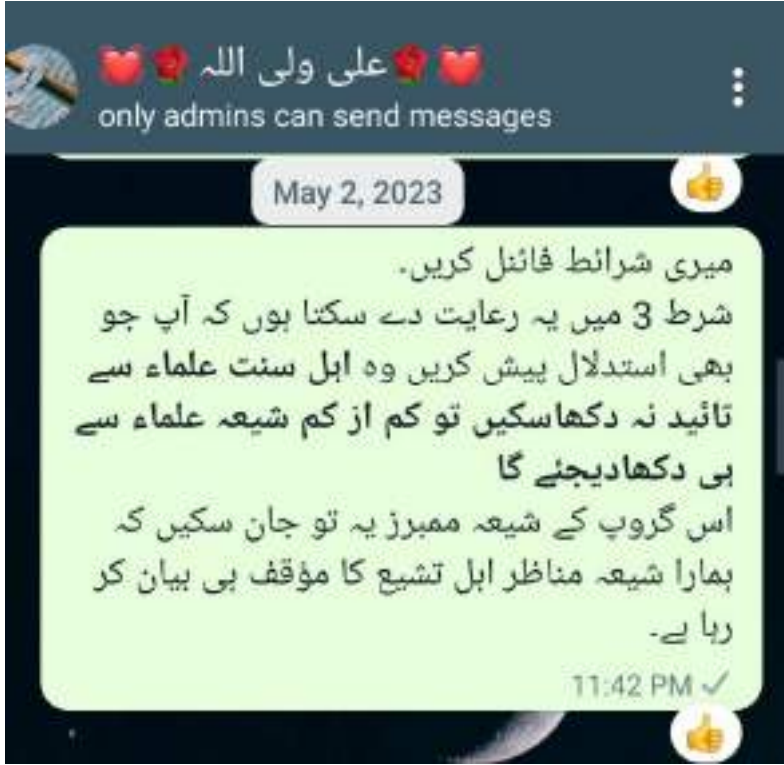 💓🌹علی ولی اللہ 🌹💓
only admins can send messages
May 2, 2023
میری شرائط فائنل کریں۔
شرط 3 میں یہ رعایت دے سکتا ہوں کہ آپ جو
بھی استدلال پیش کریں وہ اہل سنت علماء سے
تائید نہ دکھاسکیں تو کم از کم شیعہ علماء سے
ہی دکھادیجئے گا
اس گروپ کے شیعہ ممبرز یہ تو جان سکیں کہ
ہمارا شیعہ مناظر اہل تشیع کا مؤقف ہی بیان کر
رہا ہے۔
11:42 PM